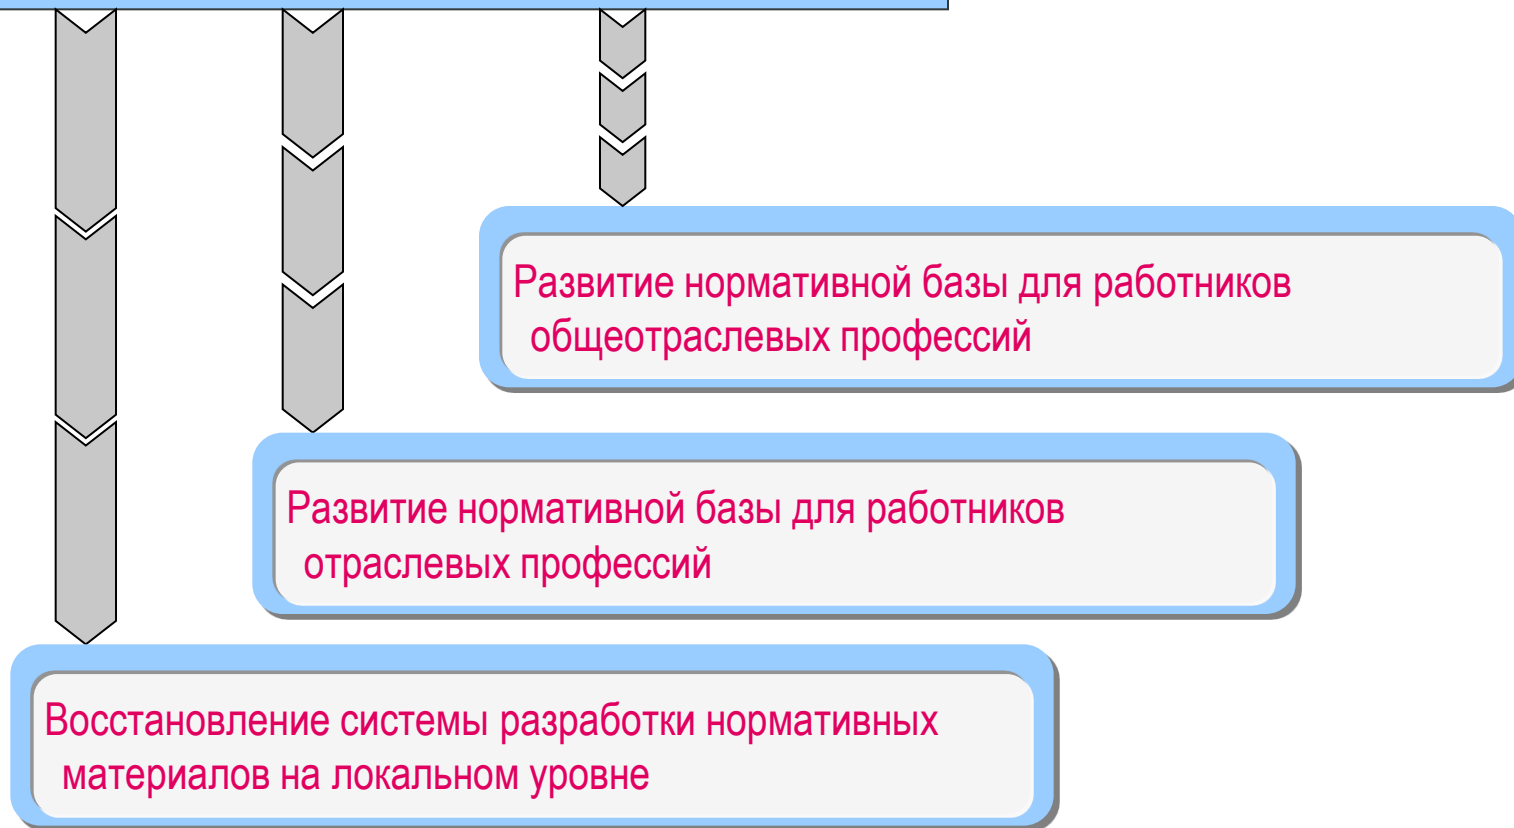 Развитие нормативной базы для работников
общеотраслевых профессий
Развитие нормативной базы для работников
отраслевых профессий
Восстановление системы разработки нормативных
материалов на локальном уровне